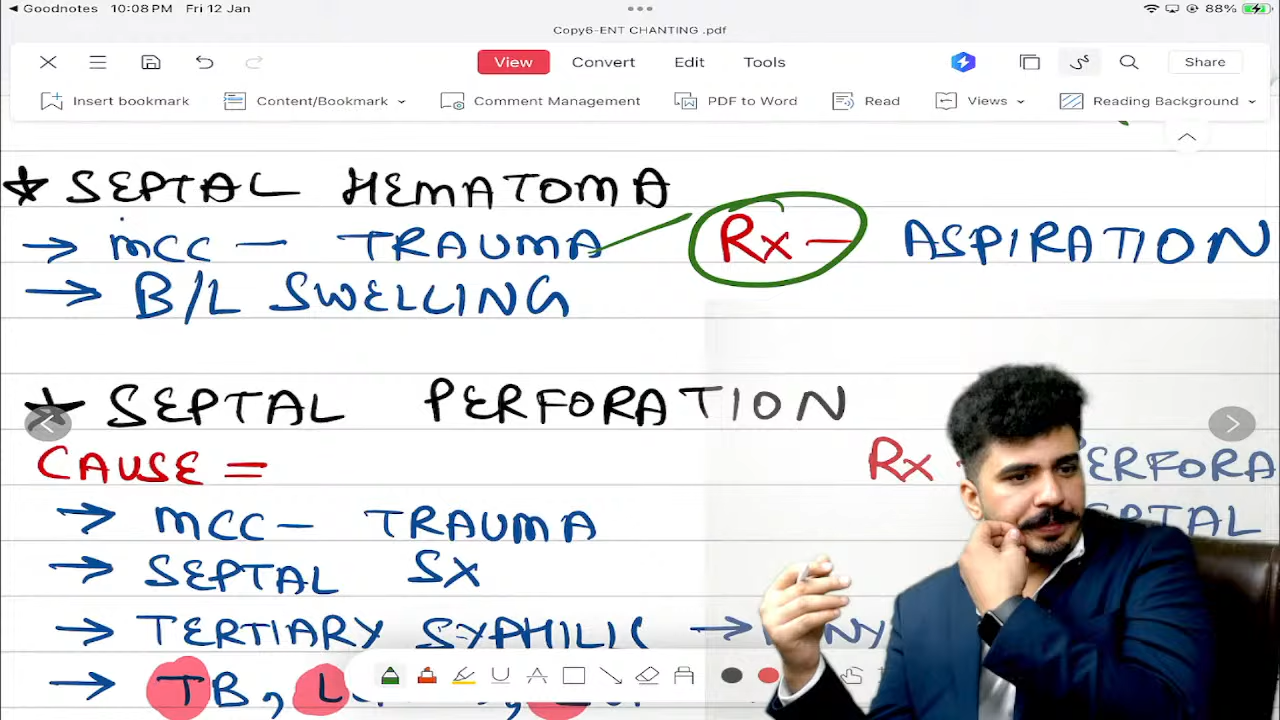 Goodnotes 10:08 PM Fri 12 Jan 88%
Copy6-ENT CHANTING .pdf
View Convert Edit Tools Share
Insert bookmark Content/Bookmark Comment Management PDF to Word Read Views Reading Background
SEPTAL HEMATOMA
→ MCC - TRAUMA Rx - ASPIRATION
→ B/L SWELLING
SEPTAL PERFORATION
CAUSE =
Rx ERFORA
→ MCC - TRAUMA PTAL
→ SEPTAL SX
→ TERTIARY SYPHILIS →
→ TB,